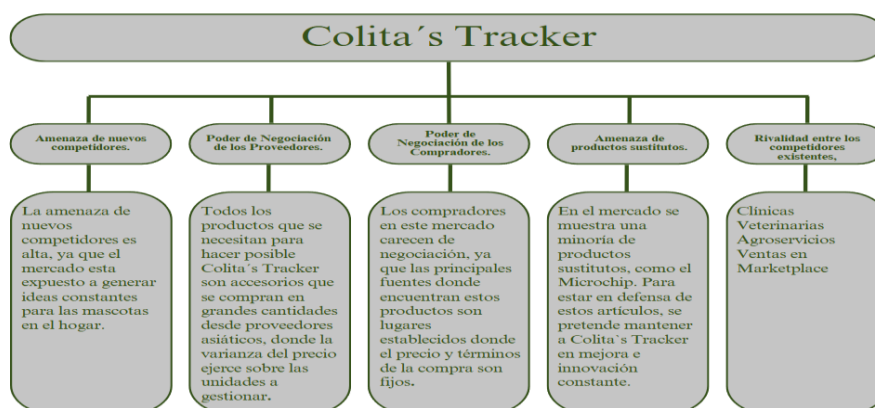 Colita´s Tracker
Amenaza de nuevos
competidores.
Poder de Negociación
de los Proveedores.
Poder de
Negociación de los
Compradores.
Amenaza de
productos sustitutos.
Rivalidad entre los
competidores
existentes,
La amenaza de
nuevos
competidores es
alta, ya que el
mercado esta
expuesto a generar
ideas constantes
para las mascotas
en el hogar.
Todos los
productos que se
necesitan para
hacer posible
Colita´s Tracker
son accesorios que
se compran en
grandes cantidades
desde proveedores
asiáticos, donde la
varianza del precio
ejerce sobre las
unidades a
gestionar.
Los compradores
en este mercado
carecen de
negociación, ya
que las principales
fuentes donde
encuentran estos
productos son
lugares
establecidos donde
el precio y términos
de la compra son
fijos.
En el mercado se
muestra una
minoría de
productos
sustitutos, como el
Microchip. Para
estar en defensa de
estos artículos, se
pretende mantener
a Colita`s Tracker
en mejora e
innovación
constante.
Clínicas
Veterinarias
Agroservicios
Ventas en
Marketplace